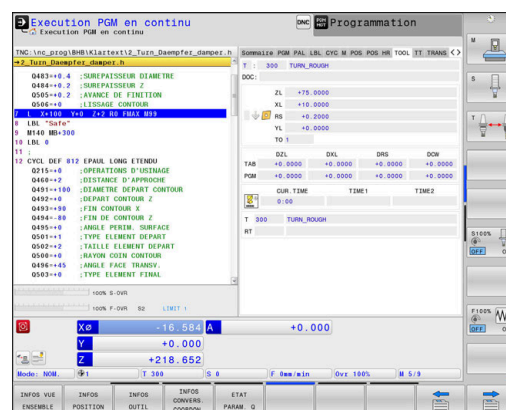 Execution PGM en continu
Execution PGM en continu
DNC
Programmation
TNC:\nc_prog\BHB\Klartext\2_Turn_Daempfer_damper.h
→2_Turn_Daempfer_damper.h
Q483=+0.4 ;SUREPAISSEUR DIAMETRE
Q484=+0.2 ;SUREPAISSEUR Z
Q505=+0.2 ;AVANCE DE FINITION
Q506=+0 ;LISSAGE CONTOUR
7 L X+100 Y+0 Z+2 R0 FMAX M99
8 LBL "Safe"
9 M140 MB+300
10 LBL 0
11 ;
12 CYCL DEF 812 EPAUL LONG ETENDU
Q215=+0 ;OPERATIONS D'USINAGE
Q460=+2 ;DISTANCE D'APPROCHE
Q491=+100 ;DIAMETRE DEPART CONTOUR
Q492=+0 ;DEPART CONTOUR Z
Q493=+90 ;FIN CONTOUR X
Q494=-80 ;FIN DE CONTOUR Z
Q495=+0 ;ANGLE PERIM. SURFACE
Q501=+1 ;TYPE ELEMENT DEPART
Q502=+2 ;TAILLE ELEMENT DEPART
Q500=+0 ;RAYON COIN CONTOUR
Q496=+45 ;ANGLE FACE TRANSV.
Q503=+0 ;TYPE ELEMENT FINAL
100% S-OVR
100% F-OVR S2 LIMIT 1
Sommaire PGM PAL LBL CYC M POS POS HR TOOL TT TRANS
T : 300 TURN_ROUGH
DOC:
ZL +75.0000
XL +10.0000
RS +0.2000
YL +0.0000
TO 1
DZL DXL DRS DCW
TAB +0.0000 +0.0000 +0.0000 +0.0000
PGM +0.0000 +0.0000 +0.0000 +0.0000
CUR.TIME TIME1 TIME2
0:00
T 300 TURN_ROUGH
RT
XØ -16.584 A +0.000
Y +0.000
Z +218.652
Mode: NOM. 1 T 300 S 0 F 0mm/min Ovr 100% M 5/9
INFOS VUE ENSEMBLE
INFOS POSITION
INFOS OUTIL
INFOS CONVERS. COORDON.
ETAT PARAM. Q
M
S
T
S100%
OFF
F100%
OFF